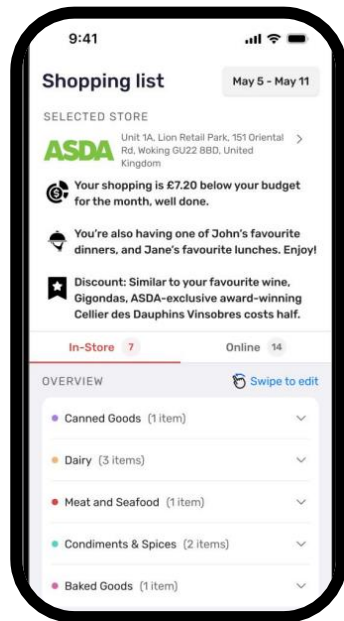 9:41
Shopping list
May 5 - May 11
SELECTED STORE
ASDA
Unit 1A, Lion Retail Park, 151 Oriental
Rd, Woking GU22 8BD, United
Kingdom
Your shopping is £7.20 below your budget
for the month, well done.
You're also having one of John's favourite
dinners, and Jane's favourite lunches. Enjoy!
Discount: Similar to your favourite wine,
Gigondas, ASDA-exclusive award-winning
Cellier des Dauphins Vinsobres costs half.
In-Store 7
Online 14
OVERVIEW
Swipe to edit
Canned Goods (1 item)
Dairy (3 items)
Meat and Seafood (1 item)
Condiments & Spices (2 items)
Baked Goods (1 item)